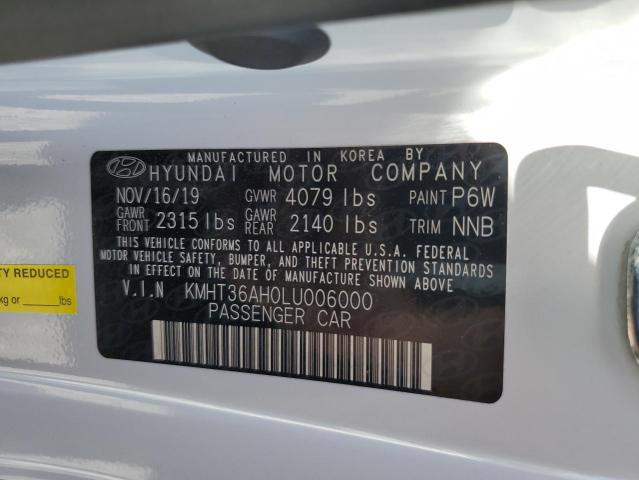 MANUFACTURED IN KOREA BY
HYUNDAI MOTOR COMPANY
NOV/16/19 GVWR 4079 lbs PAINT P6W
GAWR FRONT 2315 lbs GAWR REAR 2140 lbs TRIM NNB
THIS VEHICLE CONFORMS TO ALL APPLICABLE U.S.A. FEDERAL
MOTOR VEHICLE SAFETY, BUMPER, AND THEFT PREVENTION STANDARDS
IN EFFECT ON THE DATE OF MANUFACTURE SHOWN ABOVE
V.I.N KMHT36AH0LU006000
PASSENGER CAR
REDUCED
kg or ____ lbs